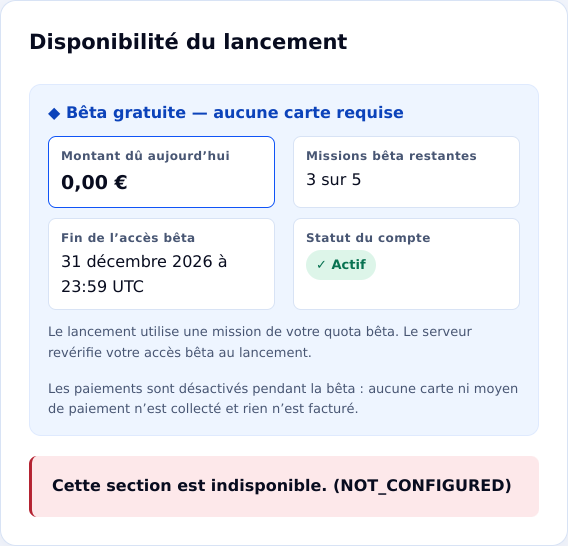 Disponibilité du lancement
◆ Bêta gratuite — aucune carte requise
Montant dû aujourd’hui
0,00 €
Missions bêta restantes
3 sur 5
Fin de l’accès bêta
31 décembre 2026 à
23:59 UTC
Statut du compte
✓ Actif
Le lancement utilise une mission de votre quota bêta. Le serveur
revérifie votre accès bêta au lancement.
Les paiements sont désactivés pendant la bêta : aucune carte ni moyen
de paiement n’est collecté et rien n’est facturé.
Cette section est indisponible. (NOT_CONFIGURED)